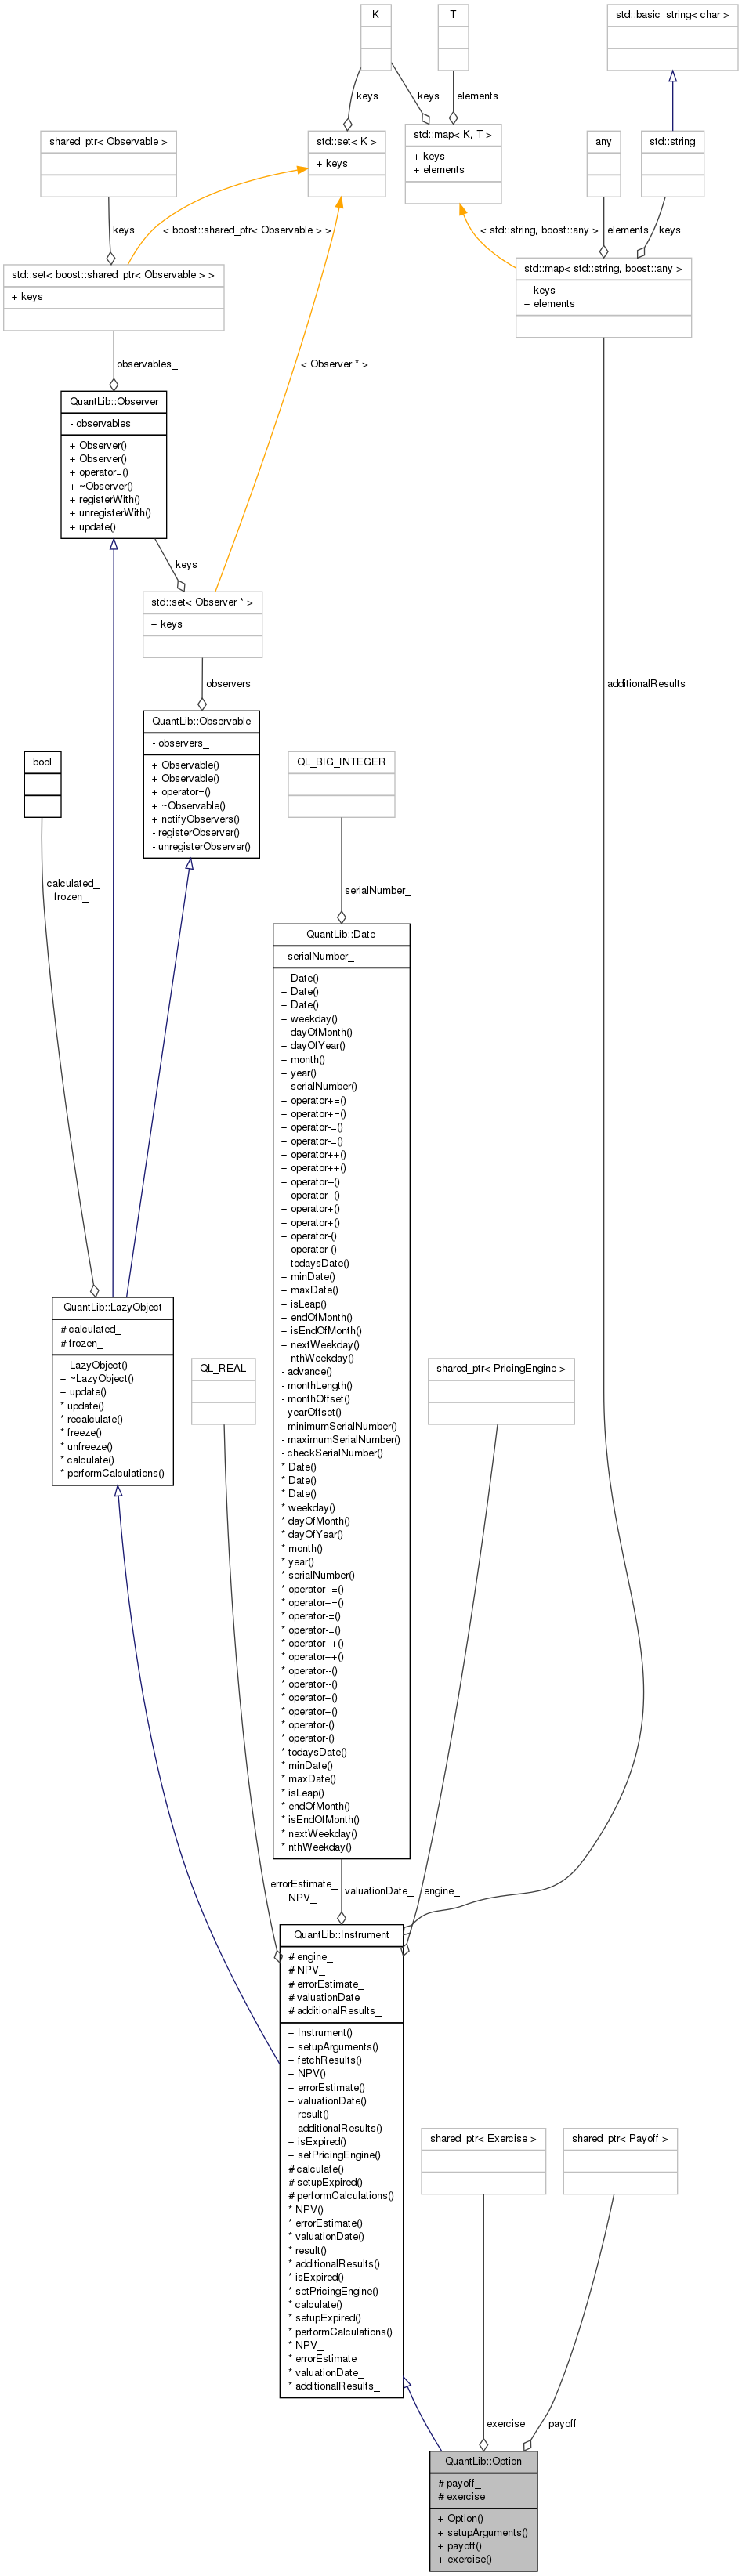 K
T
std::basic_string< char >
keys
keys
elements
shared_ptr< Observable >
std::set< K >
+ keys
std::map< K, T >
+ keys
+ elements
any
std::string
keys
< boost::shared_ptr< Observable > >
< std::string, boost::any >
elements
keys
std::set< boost::shared_ptr< Observable > >
+ keys
std::map< std::string, boost::any >
+ keys
+ elements
observables_
< Observer * >
QuantLib::Observer
- observables_
+ Observer()
+ Observer()
+ operator=()
+ ~Observer()
+ registerWith()
+ unregisterWith()
+ update()
keys
std::set< Observer * >
+ keys
observers_
additionalResults_
QuantLib::Observable
- observers_
+ Observable()
+ Observable()
+ operator=()
+ ~Observable()
+ notifyObservers()
- registerObserver()
- unregisterObserver()
bool
QL_BIG_INTEGER
calculated_
frozen_
serialNumber_
QuantLib::Date
- serialNumber_
+ Date()
+ Date()
+ Date()
+ weekday()
+ dayOfMonth()
+ dayOfYear()
+ month()
+ year()
+ serialNumber()
+ operator+=()
+ operator+=()
+ operator-=()
+ operator-=()
+ operator++()
+ operator++()
+ operator--()
+ operator--()
+ operator+()
+ operator+()
+ operator-()
+ operator-()
+ todaysDate()
+ minDate()
+ maxDate()
+ isLeap()
+ endOfMonth()
+ isEndOfMonth()
+ nextWeekday()
+ nthWeekday()
- advance()
- monthLength()
- monthOffset()
- yearOffset()
- minimumSerialNumber()
- maximumSerialNumber()
- checkSerialNumber()
* Date()
* Date()
* Date()
* weekday()
* dayOfMonth()
* dayOfYear()
* month()
* year()
* serialNumber()
* operator+=()
* operator+=()
* operator-=()
* operator-=()
* operator++()
* operator++()
* operator--()
* operator--()
* operator+()
* operator+()
* operator-()
* operator-()
* todaysDate()
* minDate()
* maxDate()
* isLeap()
* endOfMonth()
* isEndOfMonth()
* nextWeekday()
* nthWeekday()
QuantLib::LazyObject
# calculated_
# frozen_
+ LazyObject()
+ ~LazyObject()
+ update()
* update()
* recalculate()
* freeze()
* unfreeze()
* calculate()
* performCalculations()
QL_REAL
shared_ptr< PricingEngine >
errorEstimate_
NPV_
valuationDate_
engine_
QuantLib::Instrument
# engine_
# NPV_
# errorEstimate_
# valuationDate_
# additionalResults_
+ Instrument()
+ setupArguments()
+ fetchResults()
+ NPV()
+ errorEstimate()
+ valuationDate()
+ result()
+ additionalResults()
+ isExpired()
+ setPricingEngine()
# calculate()
# setupExpired()
# performCalculations()
* NPV()
* errorEstimate()
* valuationDate()
* result()
* additionalResults()
* isExpired()
* setPricingEngine()
* calculate()
* setupExpired()
* performCalculations()
* NPV_
* errorEstimate_
* valuationDate_
* additionalResults_
shared_ptr< Exercise >
shared_ptr< Payoff >
exercise_
payoff_
QuantLib::Option
# payoff_
# exercise_
+ Option()
+ setupArguments()
+ payoff()
+ exercise()